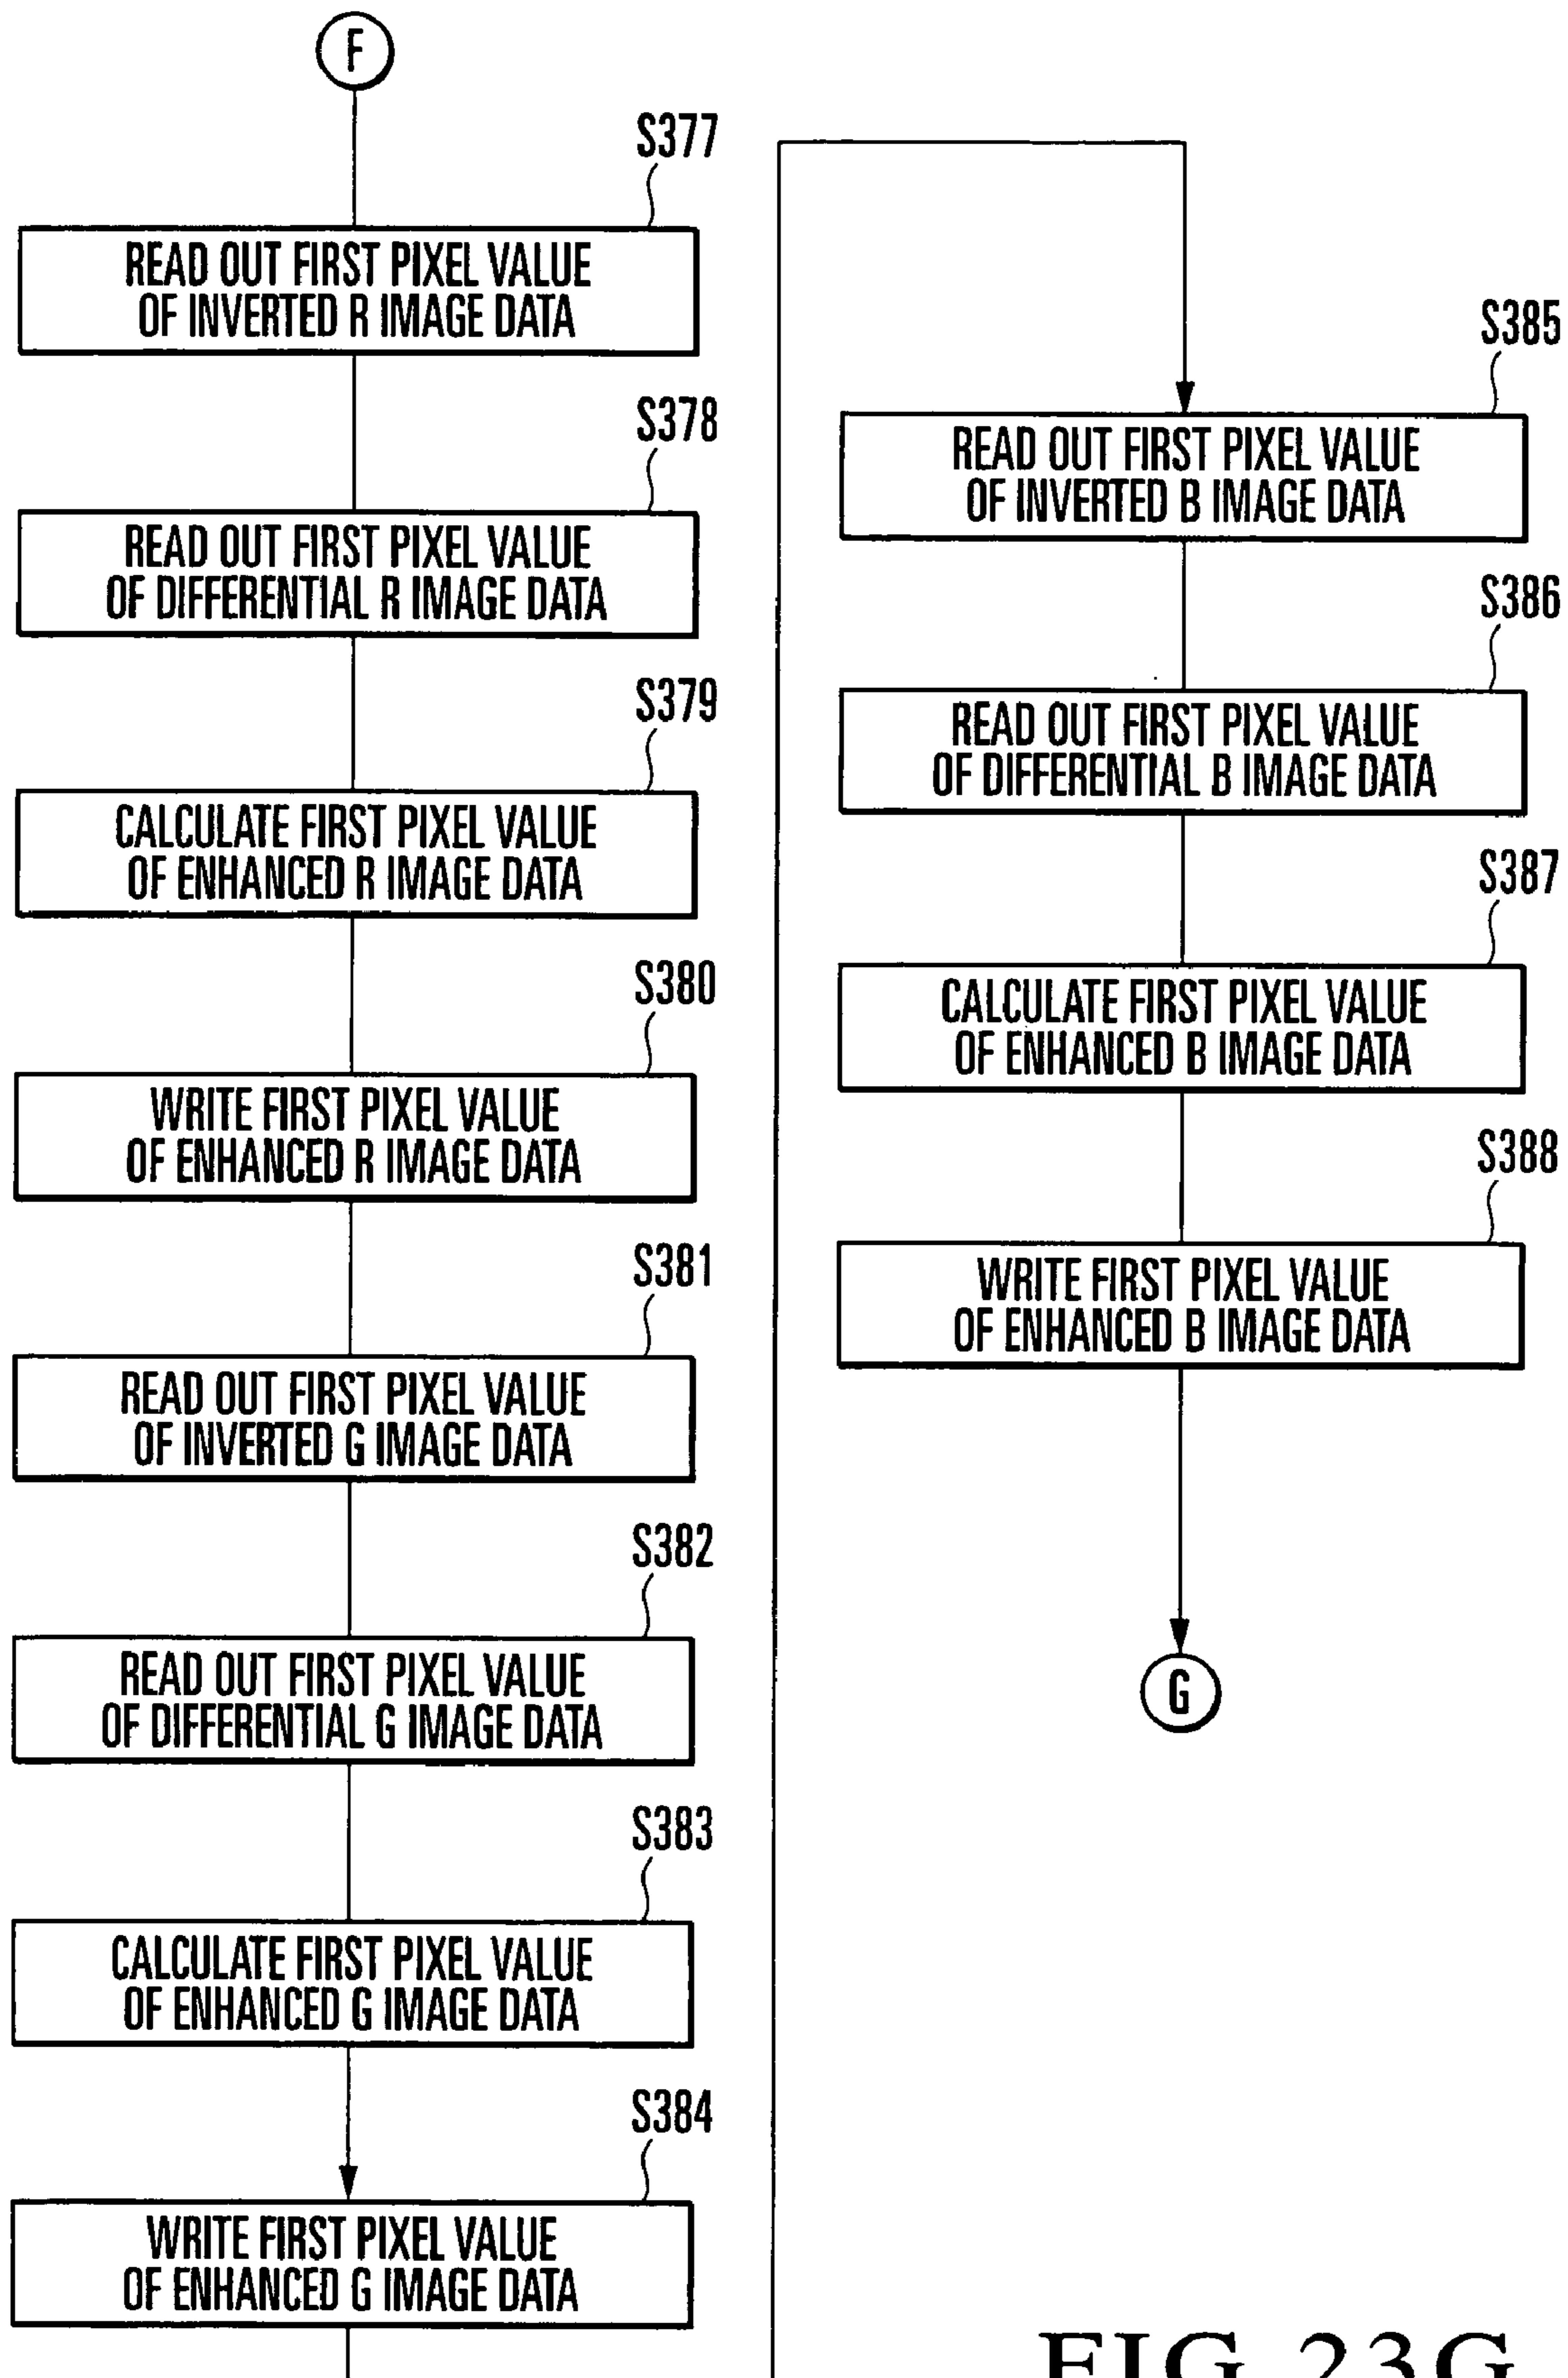 F
S377
READ OUT FIRST PIXEL VALUE
OF INVERTED R IMAGE DATA
S378
READ OUT FIRST PIXEL VALUE
OF DIFFERENTIAL R IMAGE DATA
S379
CALCULATE FIRST PIXEL VALUE
OF ENHANCED R IMAGE DATA
S380
WRITE FIRST PIXEL VALUE
OF ENHANCED R IMAGE DATA
S381
READ OUT FIRST PIXEL VALUE
OF INVERTED G IMAGE DATA
S382
READ OUT FIRST PIXEL VALUE
OF DIFFERENTIAL G IMAGE DATA
S383
CALCULATE FIRST PIXEL VALUE
OF ENHANCED G IMAGE DATA
S384
WRITE FIRST PIXEL VALUE
OF ENHANCED G IMAGE DATA
S385
READ OUT FIRST PIXEL VALUE
OF INVERTED B IMAGE DATA
S386
READ OUT FIRST PIXEL VALUE
OF DIFFERENTIAL B IMAGE DATA
S387
CALCULATE FIRST PIXEL VALUE
OF ENHANCED B IMAGE DATA
S388
WRITE FIRST PIXEL VALUE
OF ENHANCED B IMAGE DATA
G
FIG. 23G